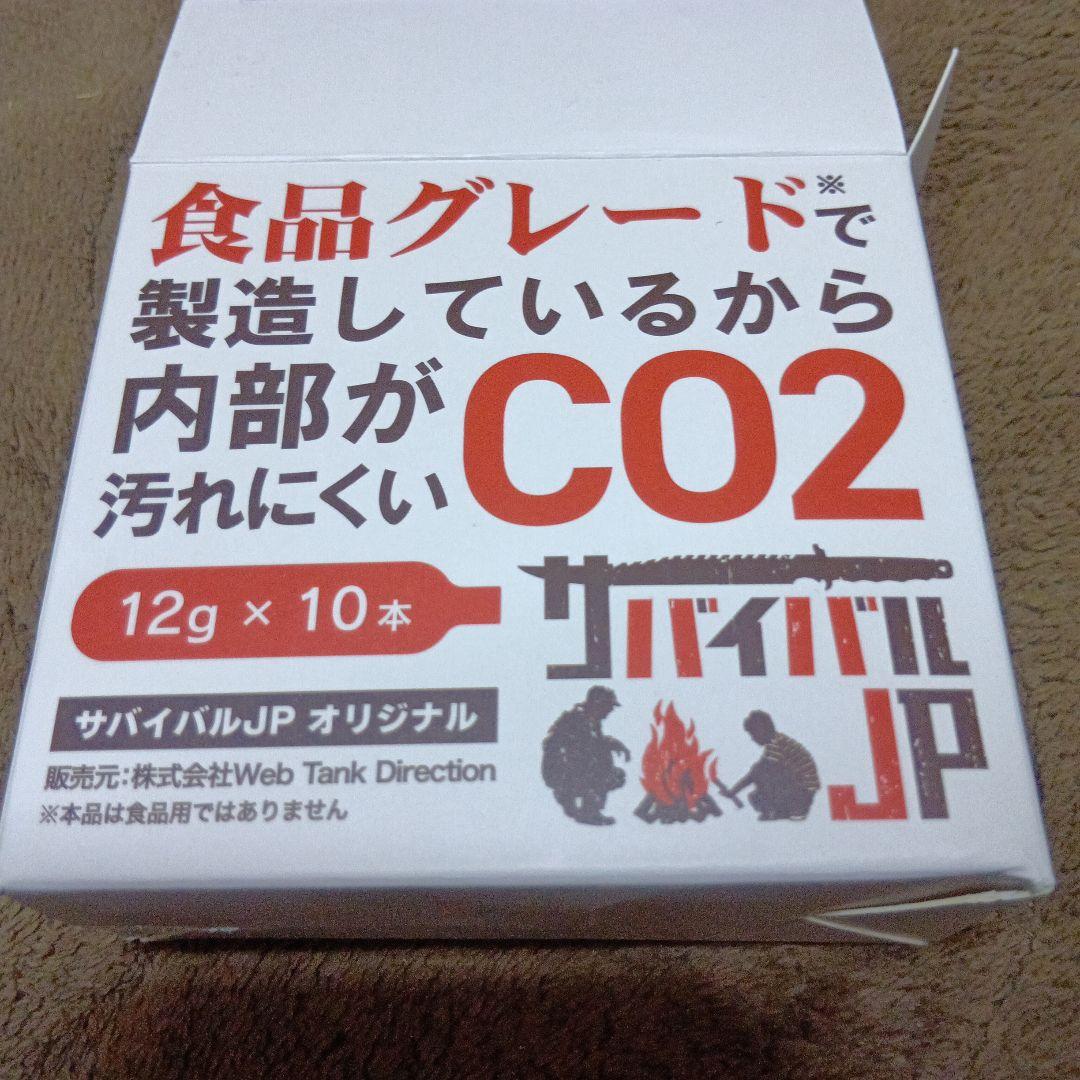 食品グレード※で
製造しているから
内部が
汚れにくい
CO2
12g × 10本
サバイバルJP オリジナル
販売元:株式会社Web Tank Direction
※本品は食品用ではありません
サバイバル
JP